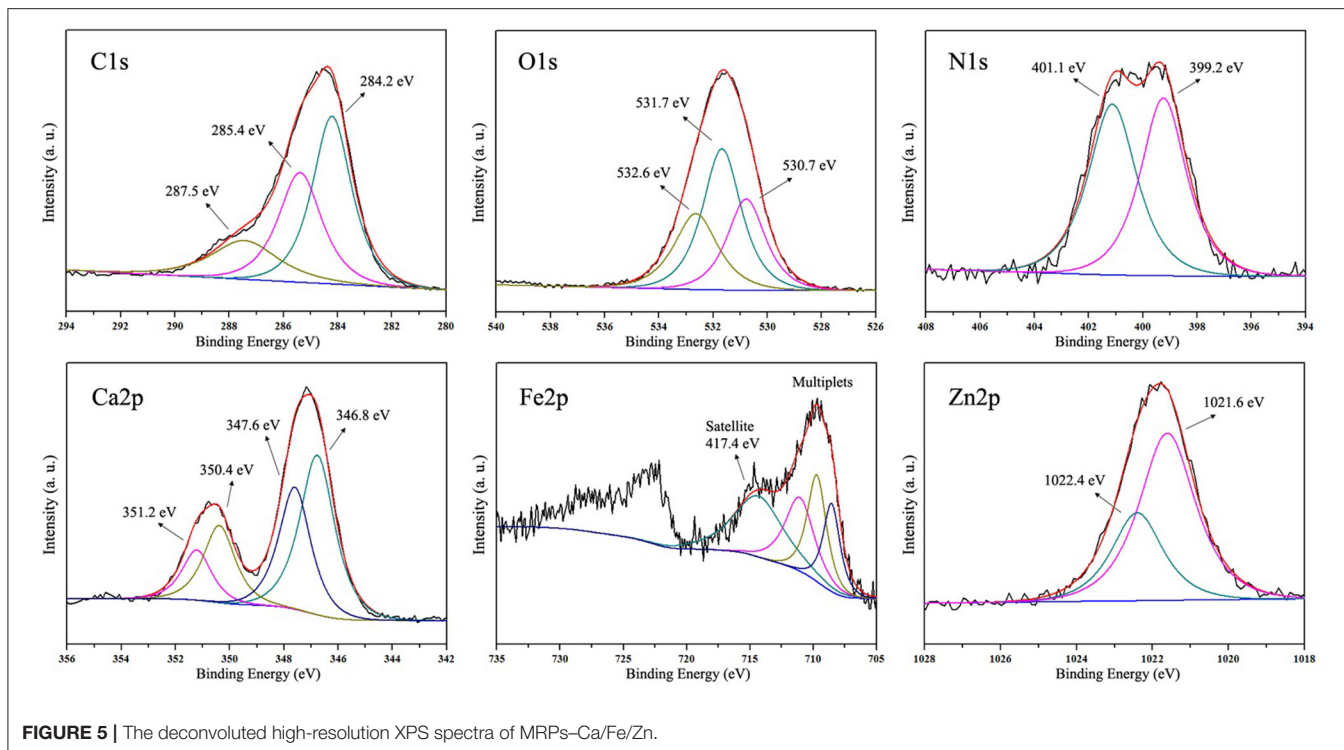 C1s
284.2 eV
285.4 eV
287.5 eV
Intensity (a. u.)
294 292 290 288 286 284 282 280
Binding Energy (eV)
O1s
531.7 eV
532.6 eV
530.7 eV
Intensity (a. u.)
540 538 536 534 532 530 528 526
Binding Energy (eV)
N1s
401.1 eV
399.2 eV
Intensity (a. u.)
408 406 404 402 400 398 396 394
Binding Energy (eV)
Ca2p
346.8 eV
347.6 eV
350.4 eV
351.2 eV
Intensity (a. u.)
356 354 352 350 348 346 344 342
Binding Energy (eV)
Fe2p
Multiplets
Satellite
417.4 eV
Intensity (a. u.)
735 730 725 720 715 710 705
Binding Energy (eV)
Zn2p
1021.6 eV
1022.4 eV
Intensity (a. u.)
1028 1026 1024 1022 1020 1018
Binding Energy (eV)
FIGURE 5 | The deconvoluted high-resolution XPS spectra of MRPs–Ca/Fe/Zn.